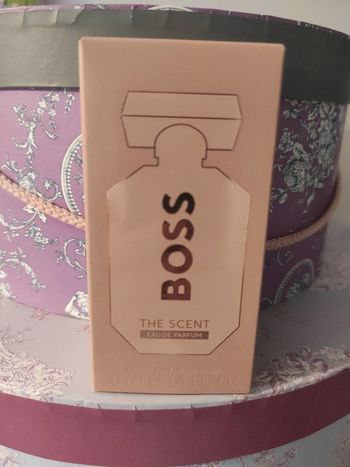 BOSS
THE SCENT
EAU DE PARFUM